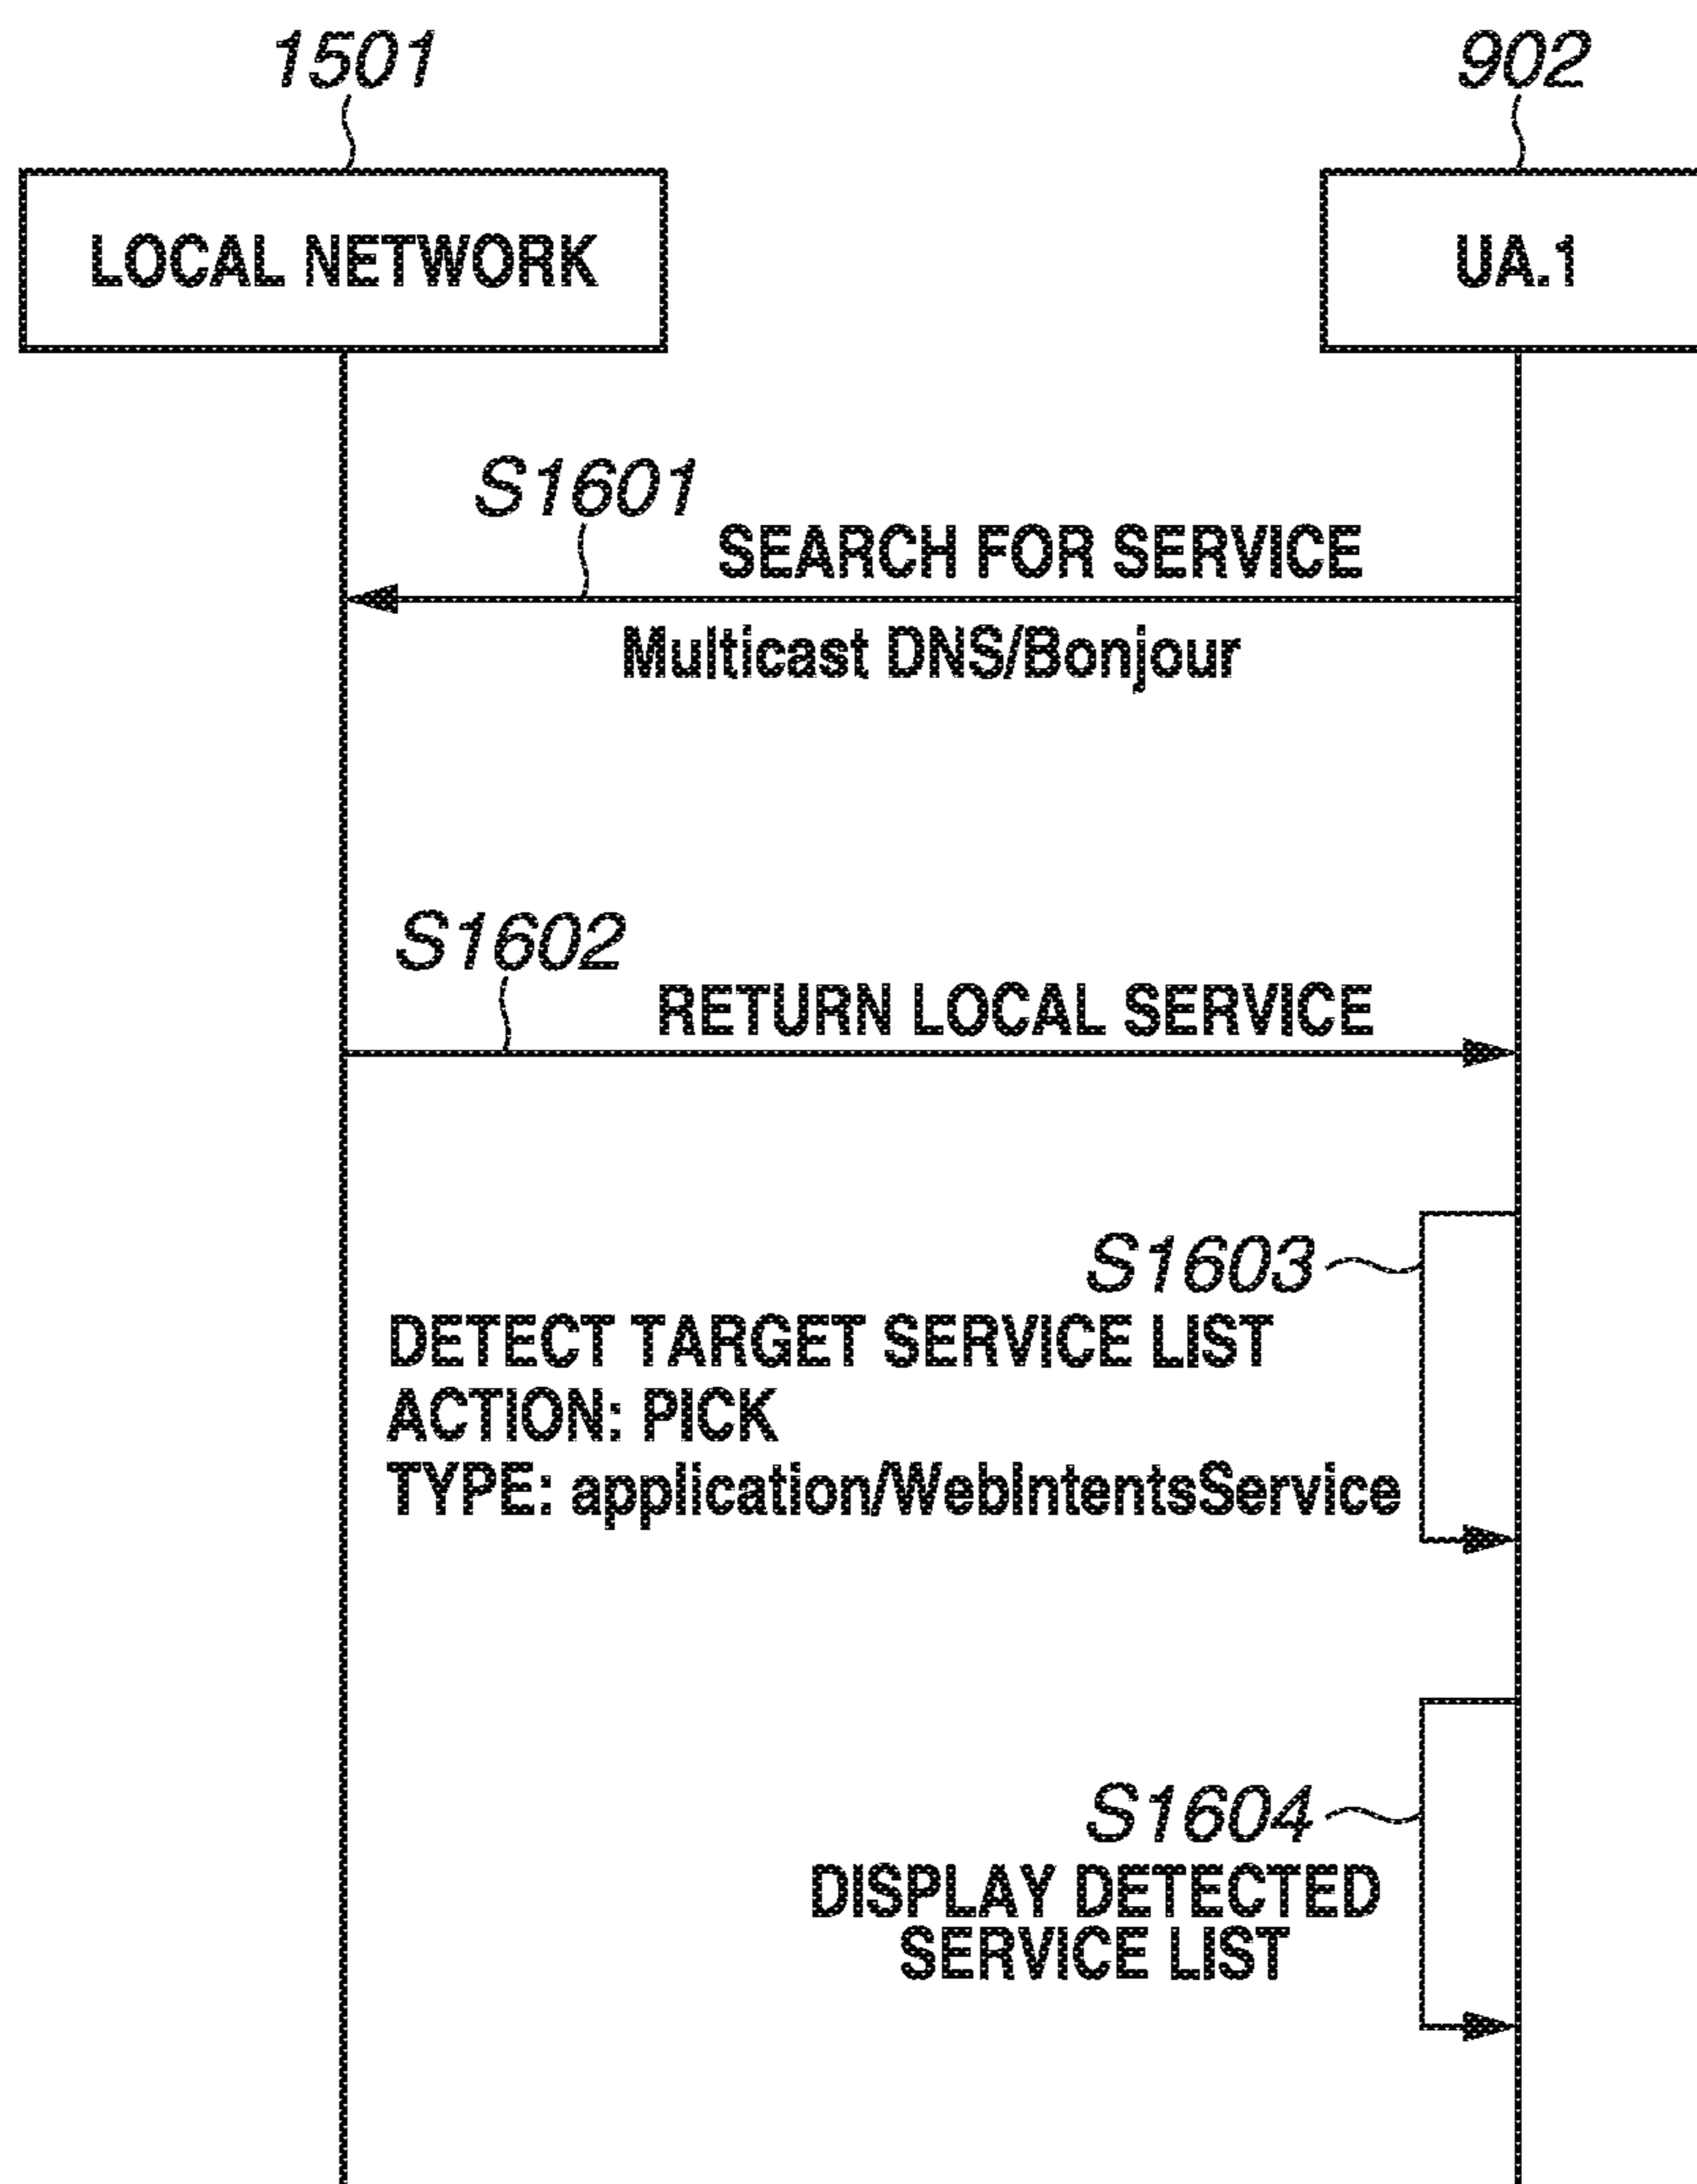 1501
902
LOCAL NETWORK
UA.1
S1601
SEARCH FOR SERVICE
Multicast DNS/Bonjour
S1602
RETURN LOCAL SERVICE
S1603
DETECT TARGET SERVICE LIST
ACTION: PICK
TYPE: application/WebIntentsService
S1604
DISPLAY DETECTED
SERVICE LIST